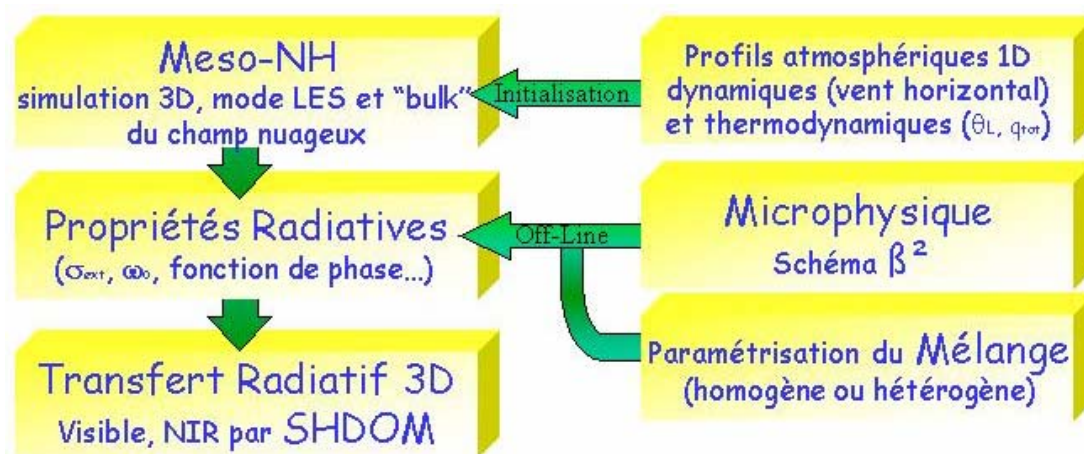 Meso-NH
simulation 3D, mode LES et “bulk”
du champ nuageux
Initialisation
Profils atmosphériques 1D
dynamiques (vent horizontal)
et thermodynamiques (θL, qtot)
Propriétés Radiatives
(σext, ω0, fonction de phase...)
Off-Line
Microphysique
Schéma β²
Paramétrisation du Mélange
(homogène ou hétérogène)
Transfert Radiatif 3D
Visible, NIR par SHDOM